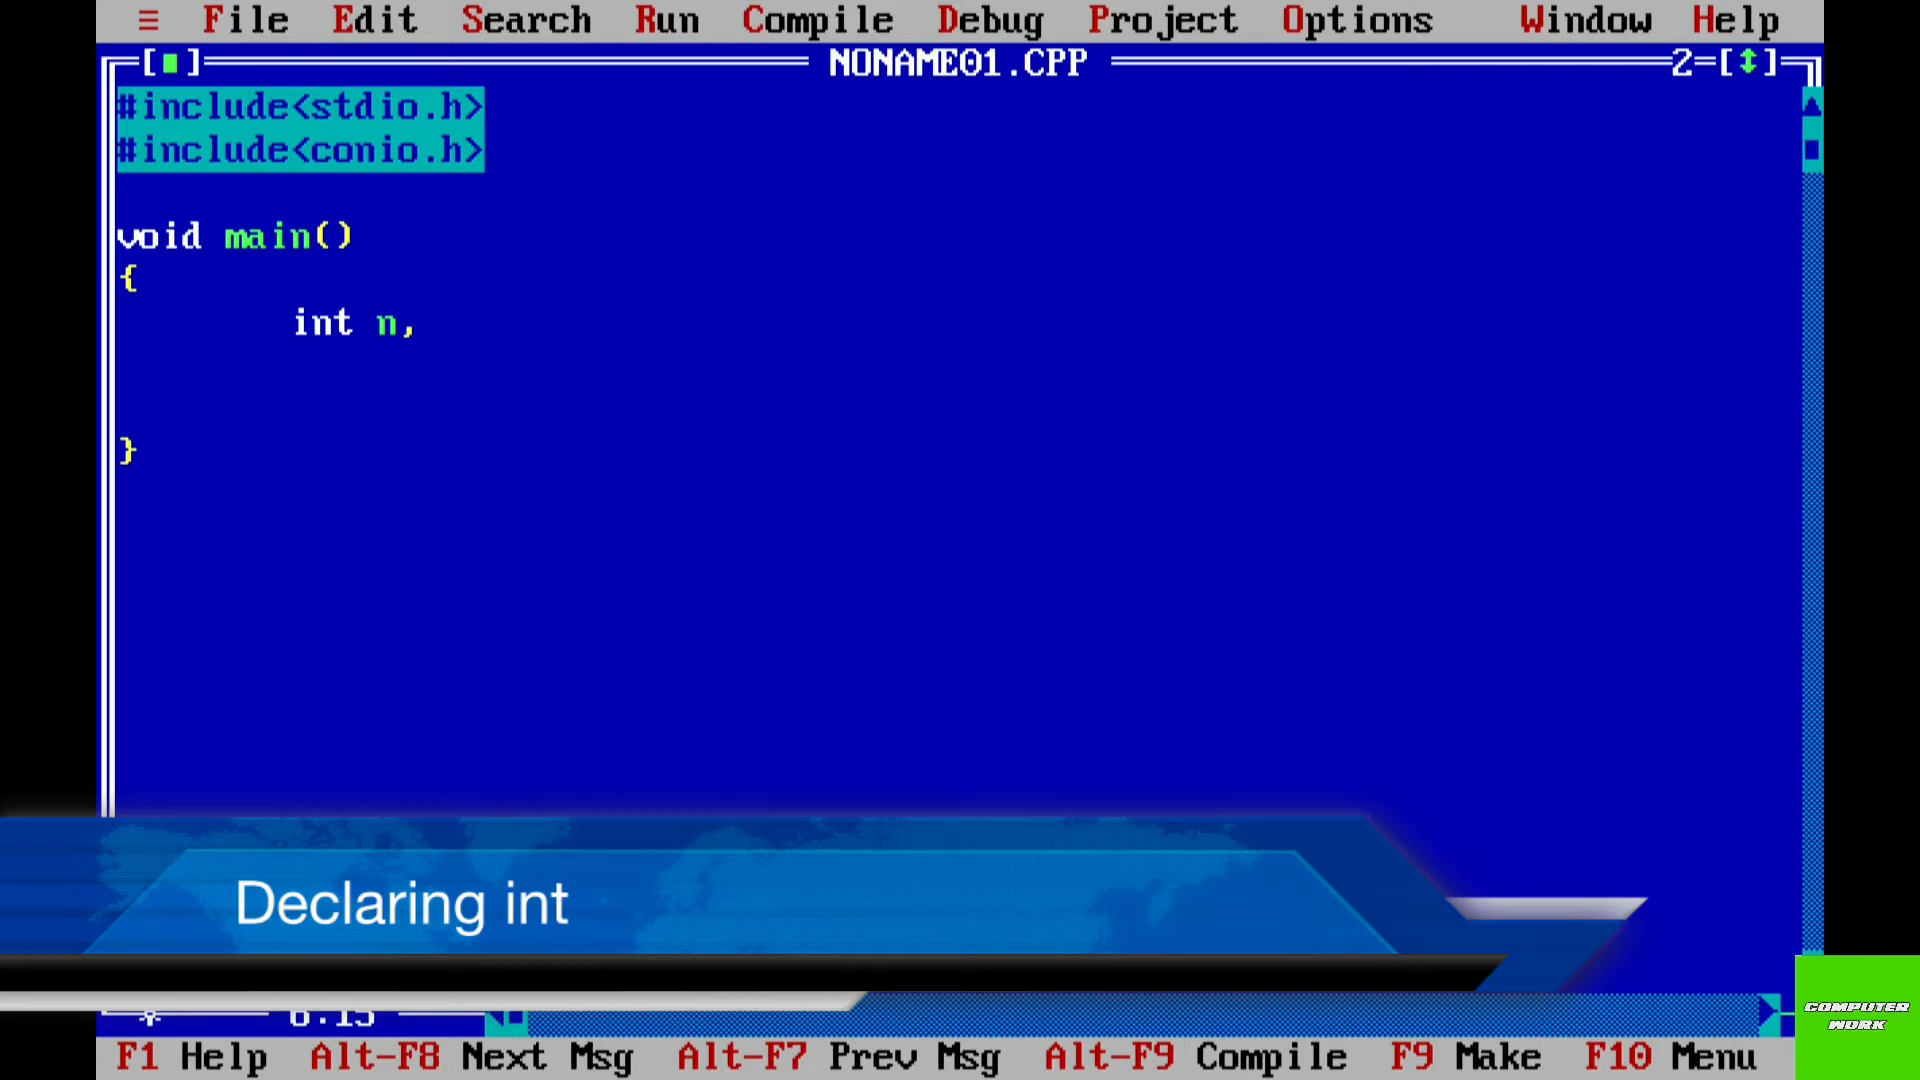 ≡ File Edit Search Run Compile Debug Project Options Window Help
[■] NONAME01.CPP 2=[↕]
#include<stdio.h>
#include<conio.h>
void main()
{
int n,
}
Declaring int
6:15
COMPUTER
WORK
F1 Help Alt-F8 Next Msg Alt-F7 Prev Msg Alt-F9 Compile F9 Make F10 Menu